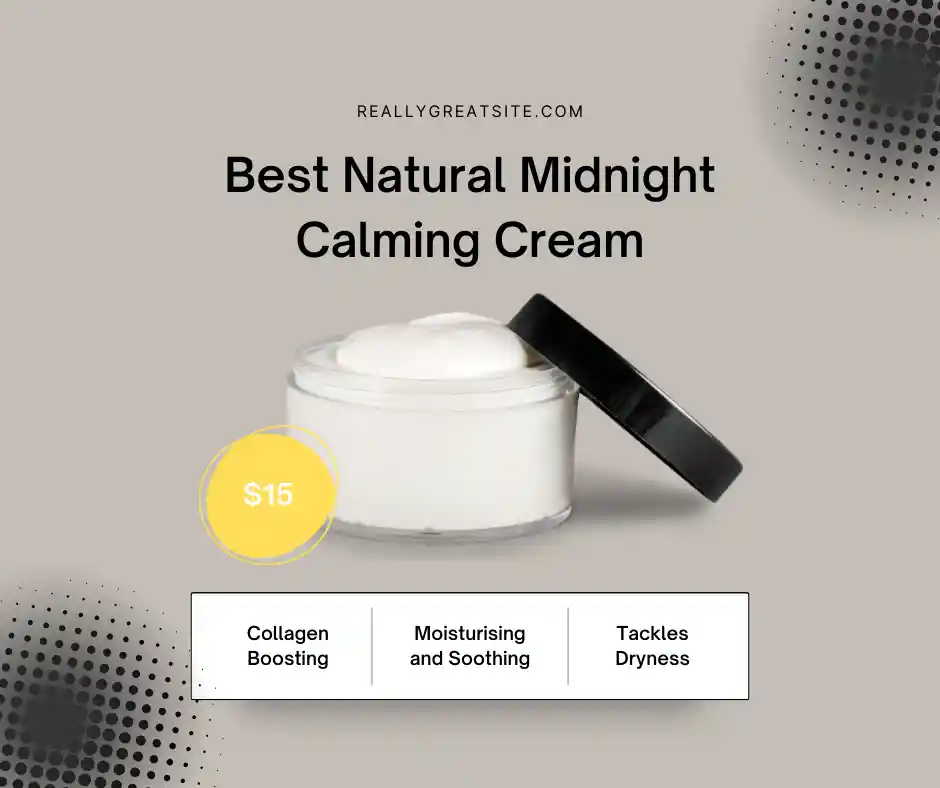 REALLYGREATSITE.COM
Best Natural Midnight
Calming Cream
$15
Collagen
Boosting
Moisturising
and Soothing
Tackles
Dryness